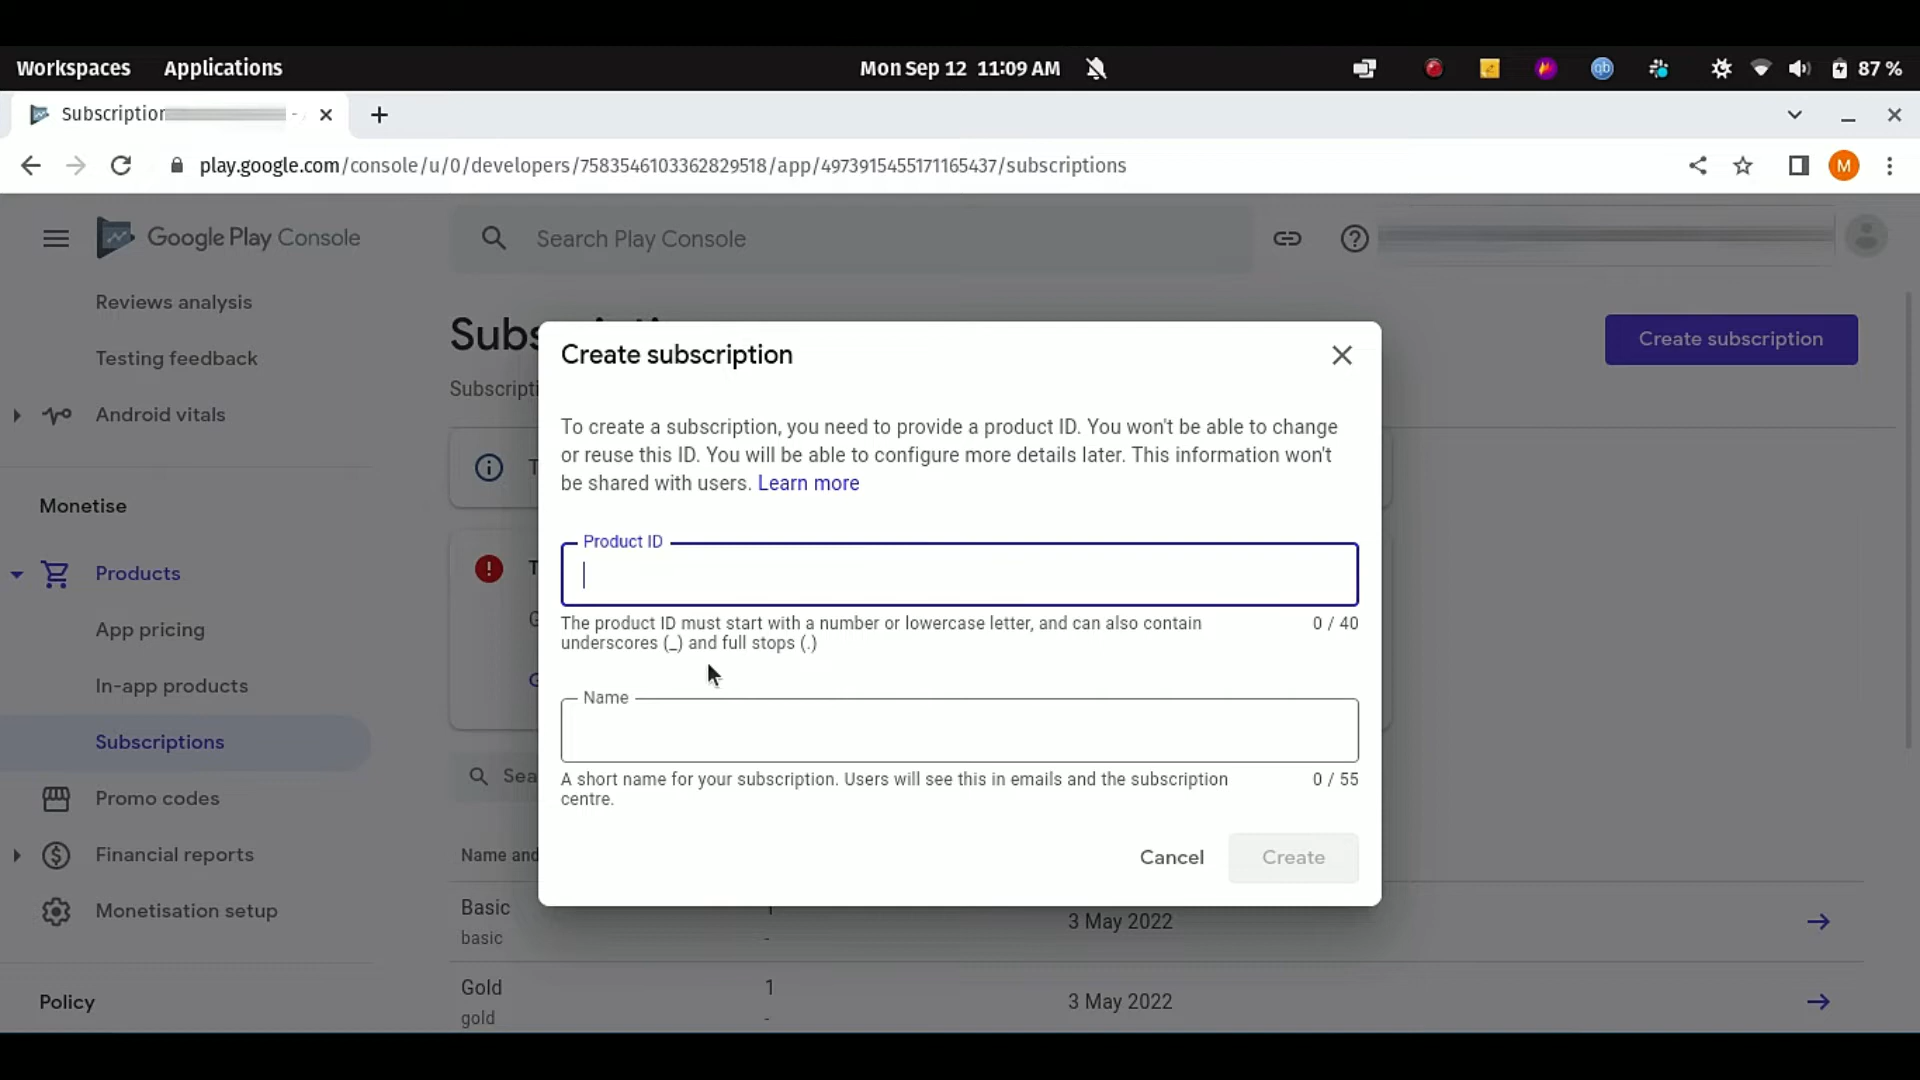 Workspaces Applications Mon Sep 12 11:09 AM 87 %
Subscription -
play.google.com/console/u/0/developers/7583546103362829518/app/4973915455171165437/subscriptions
Google Play Console
Search Play Console
Reviews analysis
Testing feedback
Android vitals
Monetise
Products
App pricing
In-app products
Subscriptions
Promo codes
Financial reports
Monetisation setup
Policy
Create subscription
Create subscription
To create a subscription, you need to provide a product ID. You won't be able to change
or reuse this ID. You will be able to configure more details later. This information won't
be shared with users. Learn more
Product ID
The product ID must start with a number or lowercase letter, and can also contain
underscores (_) and full stops (.)
0 / 40
Name
A short name for your subscription. Users will see this in emails and the subscription
centre.
0 / 55
Cancel Create
Name and
Basic 1 3 May 2022
basic -
Gold 1 3 May 2022
gold -